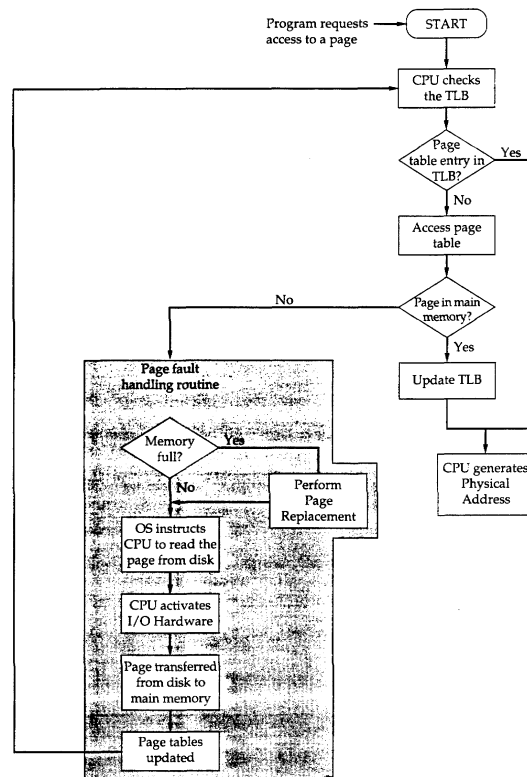 Program requests
access to a page
START
CPU checks
the TLB
Page
table entry in
TLB?
Yes
No
Access page
table
No
Page in main
memory?
Yes
Update TLB
CPU generates
Physical
Address
Page fault
handling routine
Memory
full?
Yes
No
Perform
Page
Replacement
OS instructs
CPU to read the
page from disk
CPU activates
I/O Hardware
Page transferred
from disk to
main memory
Page tables
updated